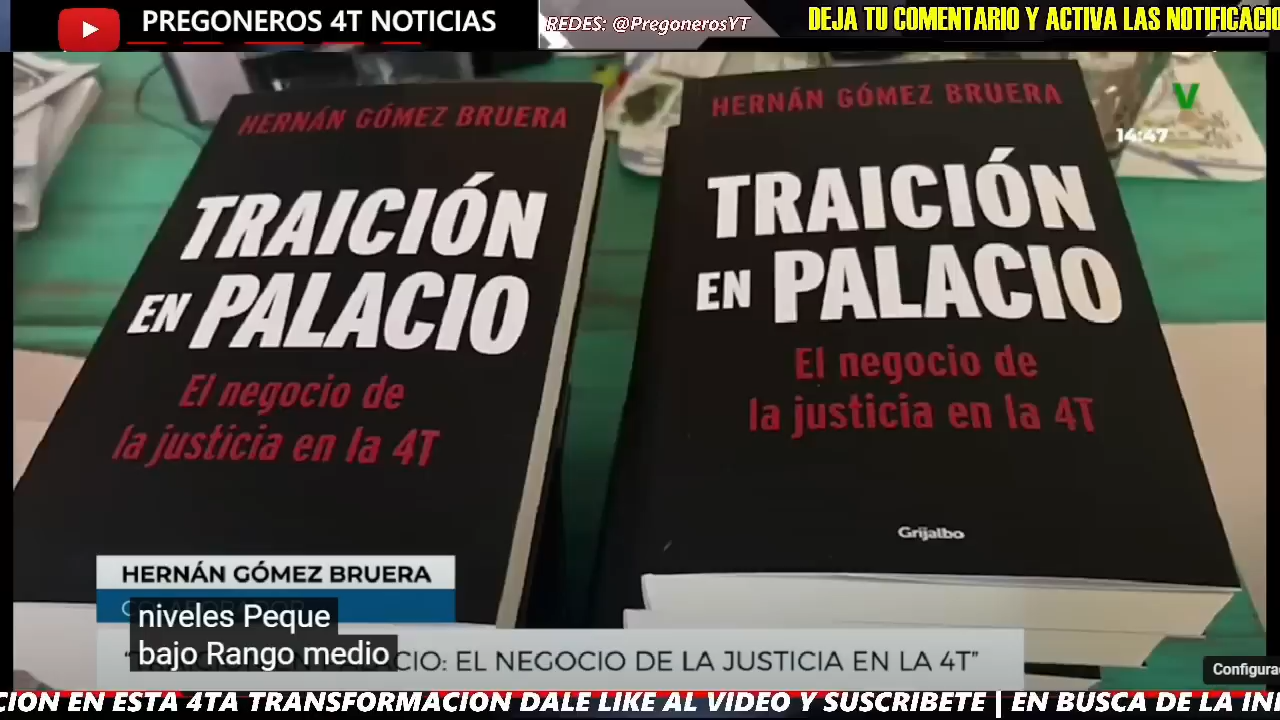 PREGONEROS 4T NOTICIAS
REDES: @PregonerosYT
DEJA TU COMENTARIO Y ACTIVA LAS NOTIFICACIO
V
14:47
HERNÁN GÓMEZ BRUERA
TRAICIÓN
EN PALACIO
El negocio de
la justicia en la 4T
HERNÁN GÓMEZ BRUERA
TRAICIÓN
EN PALACIO
El negocio de
la justicia en la 4T
Grijalbo
HERNÁN GÓMEZ BRUERA
niveles Peque
bajo Rango medio
CIO: EL NEGOCIO DE LA JUSTICIA EN LA 4T"
Configura
CION EN ESTA 4TA TRANSFORMACION DALE LIKE AL VIDEO Y SUSCRIBETE | EN BUSCA DE LA IN